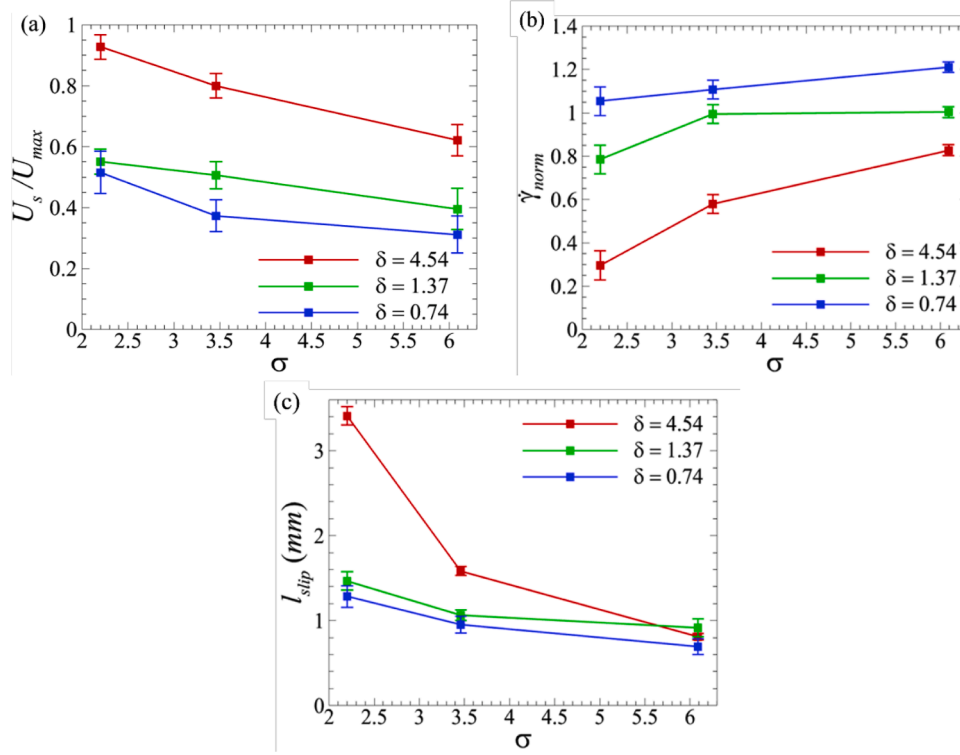 (a)
1
0.8
0.6
0.4
0.2
0
U_s/U_max
δ = 4.54
δ = 1.37
δ = 0.74
2 2.5 3 3.5 4 4.5 5 5.5 6
σ
(b)
1.4
1.2
1
0.8
0.6
0.4
0.2
0
γ̇_norm
δ = 4.54
δ = 1.37
δ = 0.74
2 2.5 3 3.5 4 4.5 5 5.5 6
σ
(c)
3
2
1
0
l_slip (mm)
δ = 4.54
δ = 1.37
δ = 0.74
2 2.5 3 3.5 4 4.5 5 5.5 6
σ